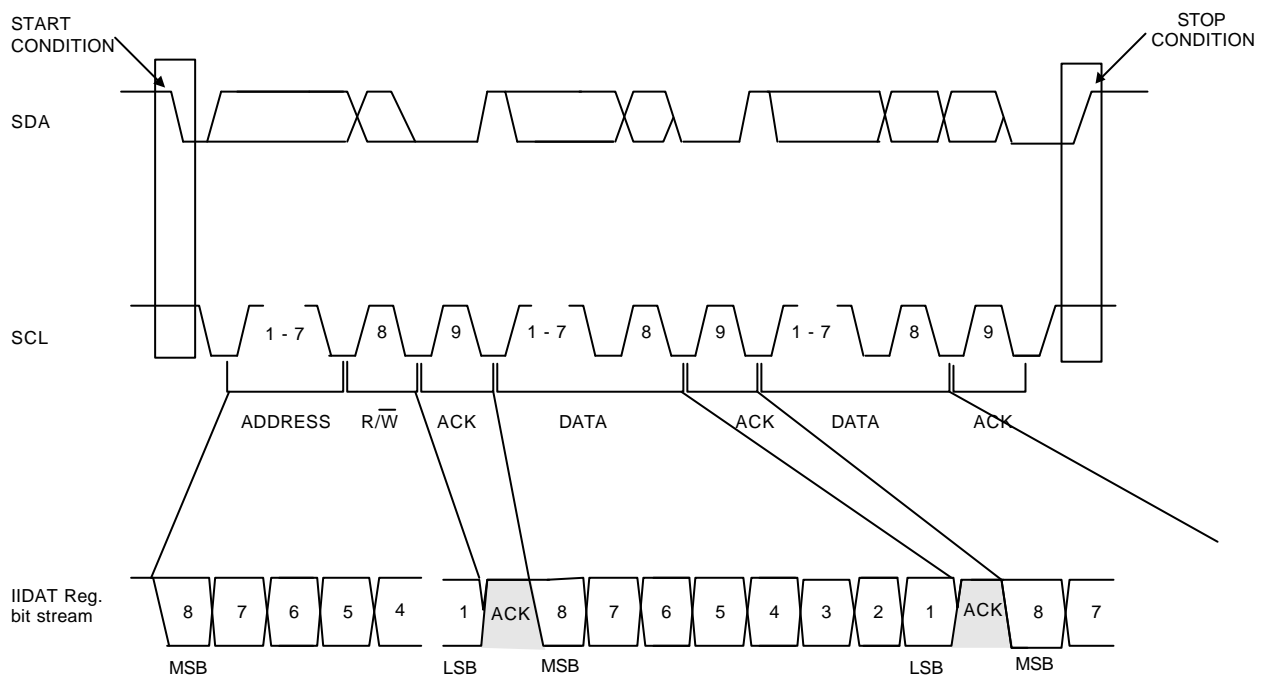 START
CONDITION
STOP
CONDITION
SDA
SCL
1 - 7
8
9
1 - 7
8
9
1 - 7
8
9
ADDRESS
R/W̅
ACK
DATA
ACK
DATA
ACK
IIDAT Reg.
bit stream
8
7
6
5
4
1
ACK
8
7
6
5
4
3
2
1
ACK
8
7
MSB
LSB
MSB
LSB
MSB